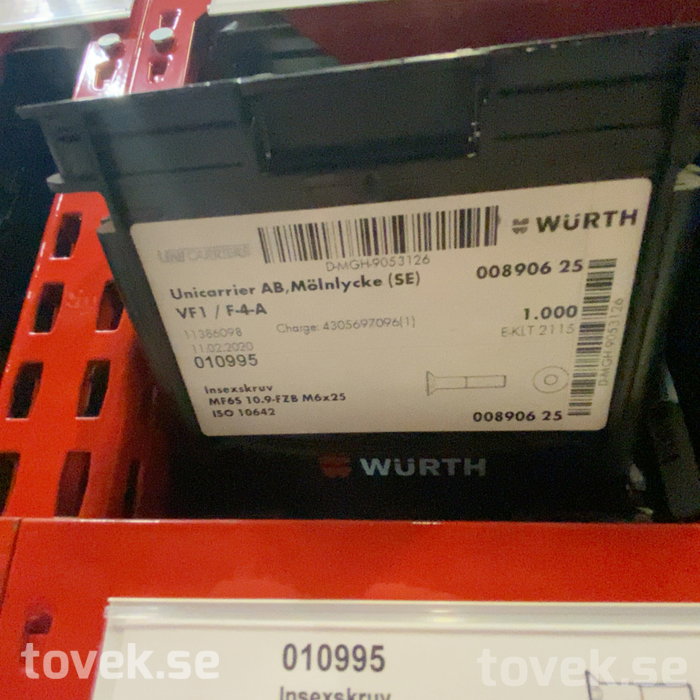 UNICARRIERS
WÜRTH
D-MGH-9053126
008906 25
Unicarrier AB,Mölnlycke (SE)
VF1 / F-4-A
1.000
11386098
Charge: 4305697096(1)
E-KLT 2115
11.02.2020
010995
D-MGH-9053126
Insexskruv
MF6S 10.9-FZB M6x25
ISO 10642
008906 25
WÜRTH
010995
Insexskruv
tovek.se
tovek.se